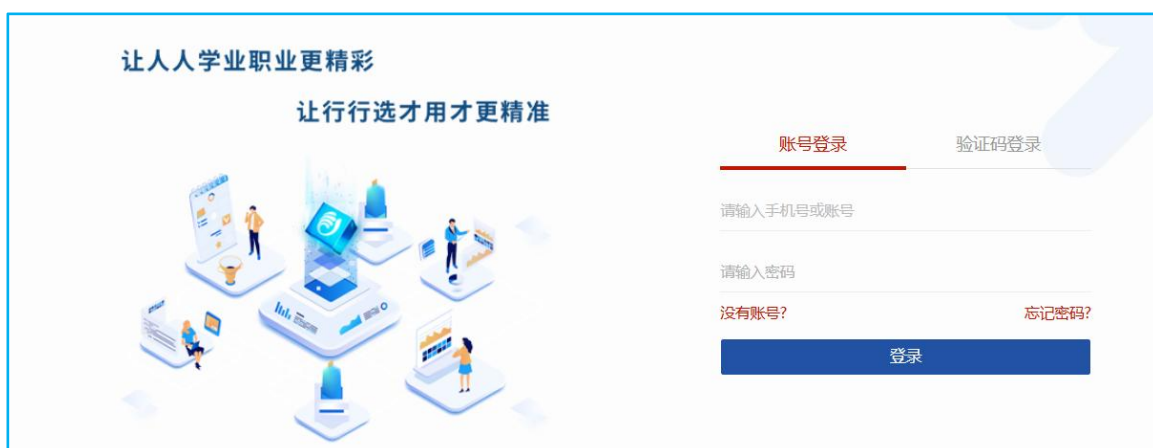 让人人学业职业更精彩
让行行选才用才更精准
账号登录 验证码登录
请输入手机号或账号
请输入密码
没有账号? 忘记密码?
登录